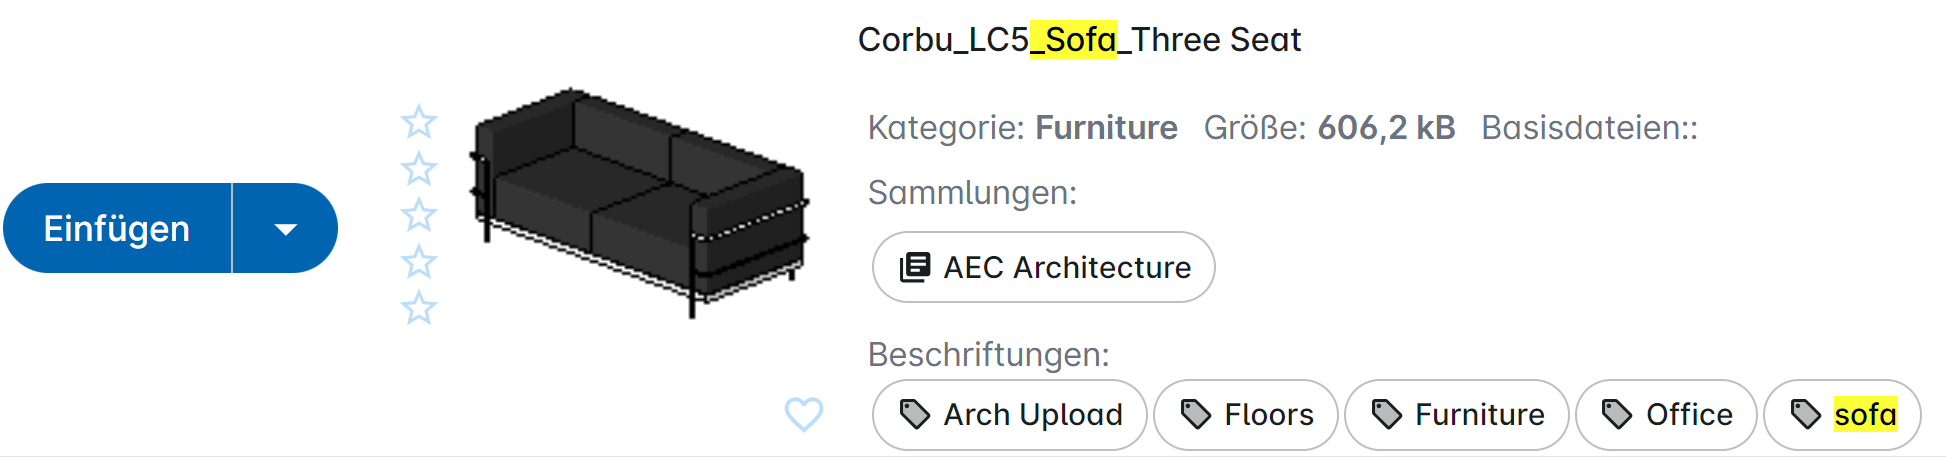 Corbu_LC5_Sofa_Three Seat
Kategorie: Furniture Größe: 606,2 kB Basisdateien::
Sammlungen:
Einfügen
AEC Architecture
Beschriftungen:
Arch Upload Floors Furniture Office sofa